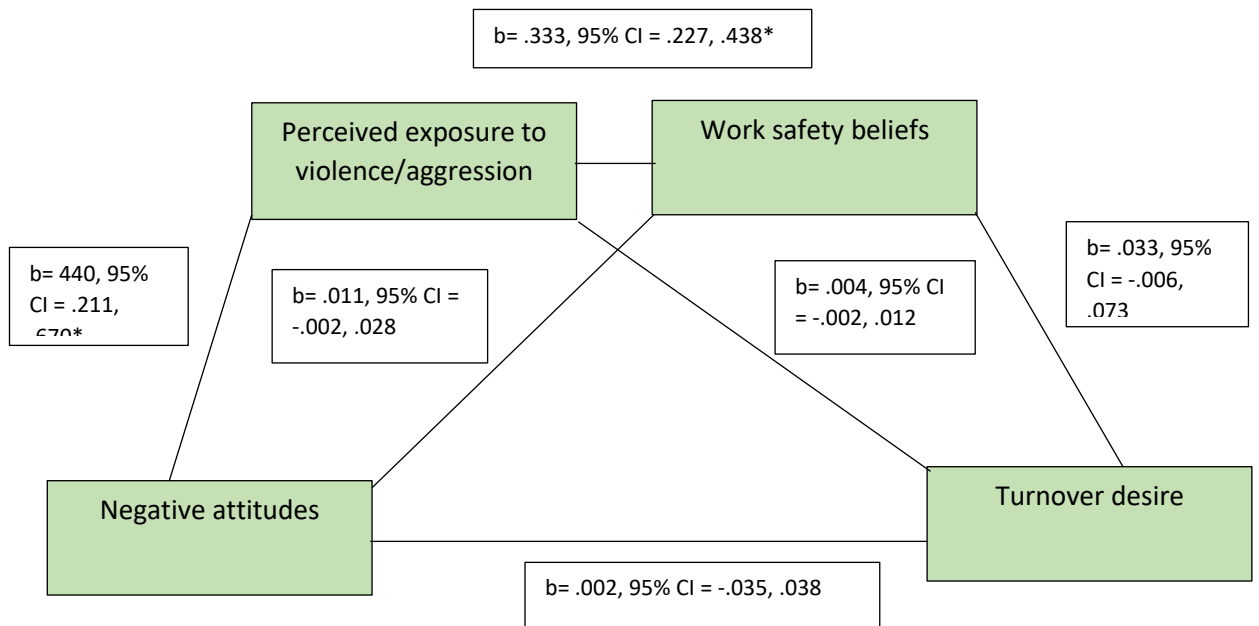 b= .333, 95% CI = .227, .438*
Perceived exposure to
violence/aggression
Work safety beliefs
b= 440, 95%
CI = .211,
.670*
b= .011, 95% CI =
-.002, .028
b= .004, 95% CI
= -.002, .012
b= .033, 95%
CI = -.006,
.073
Negative attitudes
Turnover desire
b= .002, 95% CI = -.035, .038